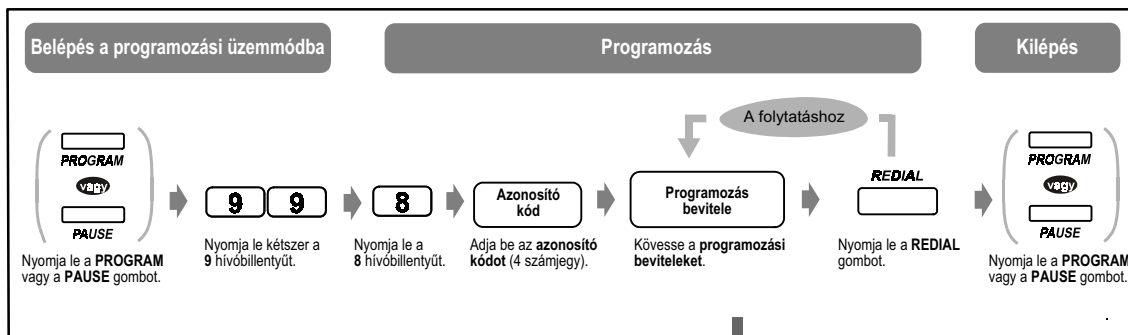 Belépés a programozási üzemmódba
Programozás
Kilépés
A folytatáshoz
PROGRAM
vagy
PAUSE
Nyomja le a PROGRAM
vagy a PAUSE gombot.
9 9
Nyomja le kétszer a
9 hívóbillentyűt.
8
Nyomja le a
8 hívóbillentyűt.
Azonosító
kód
Adja be az azonosító
kódot (4 számjegy).
Programozás
bevitele
Kövesse a programozási
beviteleket.
REDIAL
Nyomja le a REDIAL
gombot.
PROGRAM
vagy
PAUSE
Nyomja le a PROGRAM
vagy a PAUSE gombot.